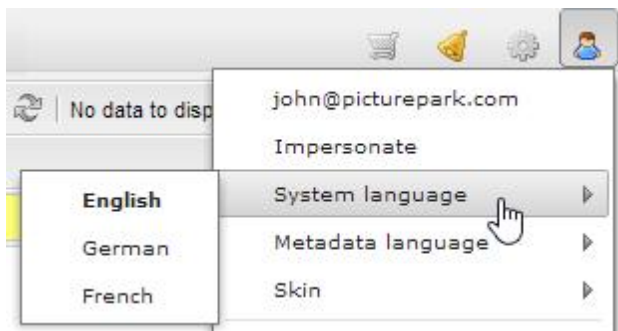 No data to disp
john@picturepark.com
Impersonate
System language
Metadata language
Skin
English
German
French